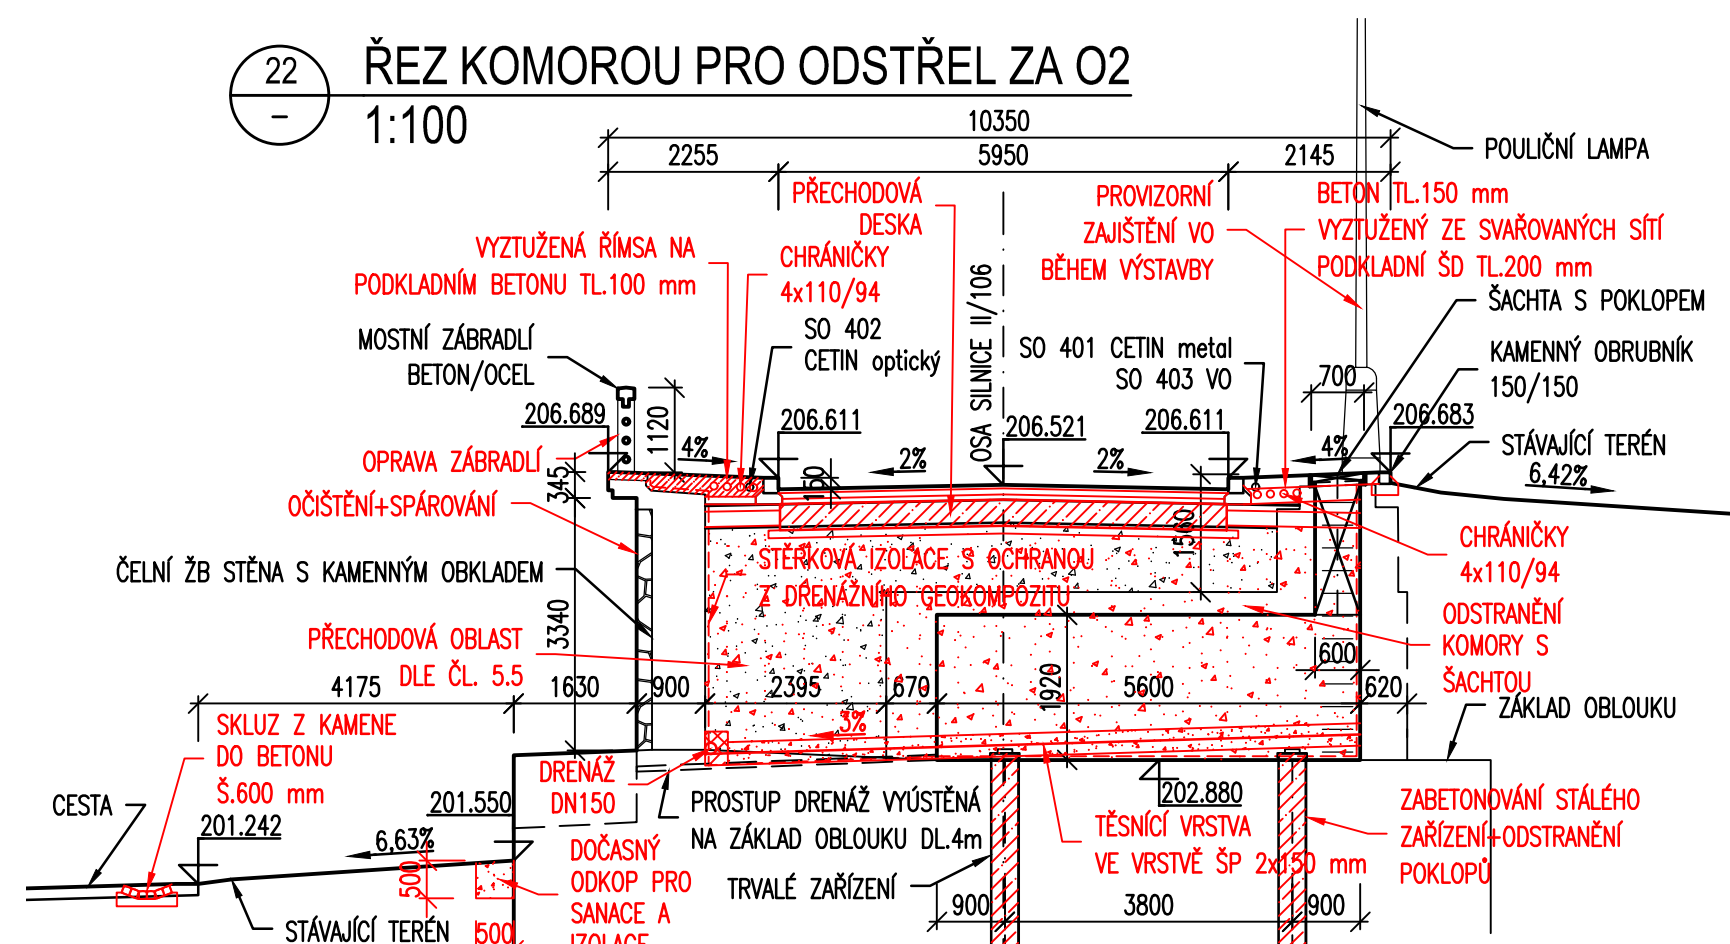 22
-
ŘEZ KOMOROU PRO ODSTŘEL ZA O2
1:100
10350
2255
5950
2145
POULIČNÍ LAMPA
PŘECHODOVÁ
DESKA
PROVIZORNÍ
ZAJIŠTĚNÍ VO
BĚHEM VÝSTAVBY
BETON TL.150 mm
VYZTUŽENÝ ZE SVAŘOVANÝCH SÍTÍ
PODKLADNÍ ŠD TL.200 mm
VYZTUŽENÁ ŘÍMSA NA
PODKLADNÍM BETONU TL.100 mm
CHRÁNIČKY
4x110/94
SO 402
CETIN optický
OSA SILNICE II/106
SO 401 CETIN metal
SO 403 VO
ŠACHTA S POKLOPEM
KAMENNÝ OBRUBNÍK
150/150
MOSTNÍ ZÁBRADLÍ
BETON/OCEL
700
206.689
1120
206.611
206.521
206.611
206.683
STÁVAJÍCÍ TERÉN
6,42%
4%
2%
2%
4%
OPRAVA ZÁBRADLÍ
345
150
OČIŠTĚNÍ+SPÁROVÁNÍ
1560
CHRÁNIČKY
4x110/94
ČELNÍ ŽB STĚNA S KAMENNÝM OBKLADEM
STĚRKOVÁ IZOLACE S OCHRANOU
Z DRENÁŽNÍHO GEOKOMPOZITU
ODSTRANĚNÍ
KOMORY S
ŠACHTOU
PŘECHODOVÁ OBLAST
DLE ČL. 5.5
3340
600
1920
4175
1630
900
2395
670
5600
620
ZÁKLAD OBLOUKU
SKLUZ Z KAMENE
DO BETONU
Š.600 mm
3%
DRENÁŽ
DN150
CESTA
201.242
201.550
6,63%
PROSTUP DRENÁŽ VYÚSTĚNÁ
NA ZÁKLAD OBLOUKU DL.4m
202.880
TĚSNÍCÍ VRSTVA
VE VRSTVĚ ŠP 2x150 mm
ZABETONOVÁNÍ STÁLÉHO
ZAŘÍZENÍ+ODSTRANĚNÍ
POKLOPŮ
500
DOČASNÝ
ODKOP PRO
SANACE A
IZOLACE
TRVALÉ ZAŘÍZENÍ
900
3800
900
STÁVAJÍCÍ TERÉN
500